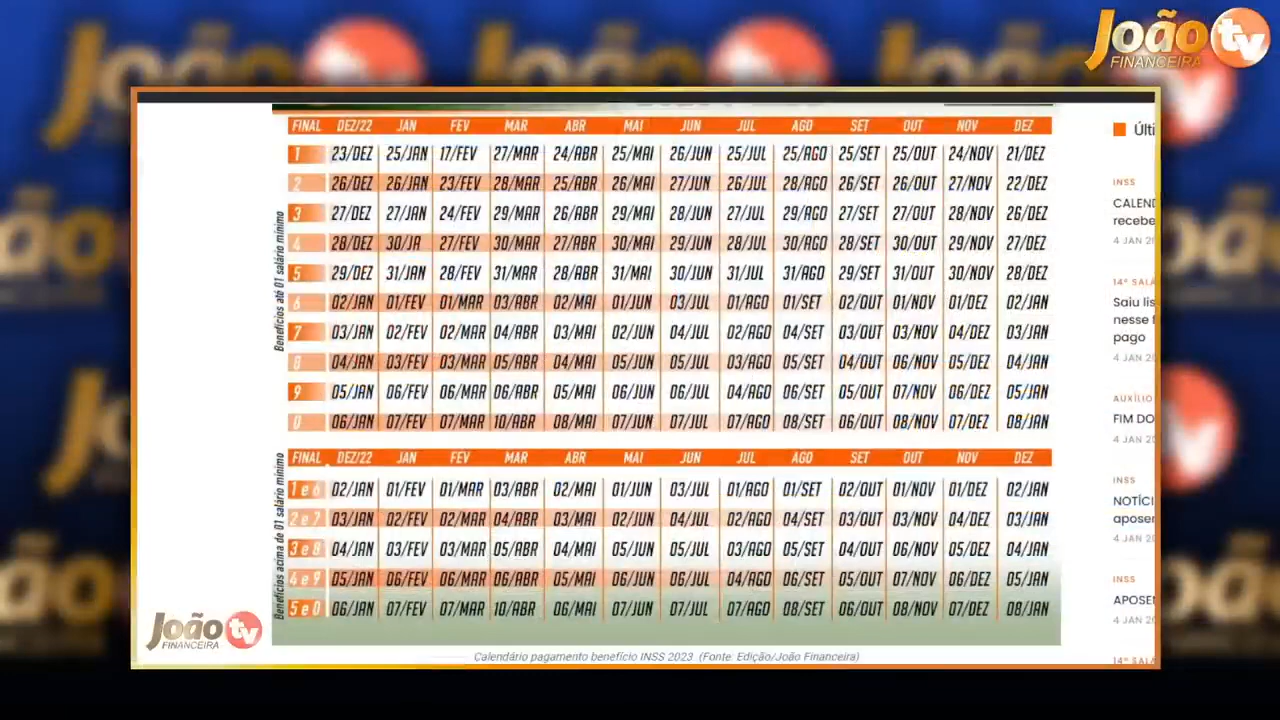 João tv
FINANCEIRA
FINAL DEZ/22 JAN FEV MAR ABR MAI JUN JUL AGO SET OUT NOV DEZ
1 23/DEZ 25/JAN 17/FEV 27/MAR 24/ABR 25/MAI 26/JUN 25/JUL 25/AGO 25/SET 25/OUT 24/NOV 21/DEZ
2 26/DEZ 26/JAN 23/FEV 28/MAR 25/ABR 26/MAI 27/JUN 26/JUL 28/AGO 26/SET 26/OUT 27/NOV 22/DEZ
3 27/DEZ 27/JAN 24/FEV 29/MAR 26/ABR 29/MAI 28/JUN 27/JUL 29/AGO 27/SET 27/OUT 28/NOV 26/DEZ
4 28/DEZ 30/JA 27/FEV 30/MAR 27/ABR 30/MAI 29/JUN 28/JUL 30/AGO 28/SET 30/OUT 29/NOV 27/DEZ
5 29/DEZ 31/JAN 28/FEV 31/MAR 28/ABR 31/MAI 30/JUN 31/JUL 31/AGO 29/SET 31/OUT 30/NOV 28/DEZ
6 02/JAN 01/FEV 01/MAR 03/ABR 02/MAI 01/JUN 03/JUL 01/AGO 01/SET 02/OUT 01/NOV 01/DEZ 02/JAN
7 03/JAN 02/FEV 02/MAR 04/ABR 03/MAI 02/JUN 04/JUL 02/AGO 04/SET 03/OUT 03/NOV 04/DEZ 03/JAN
8 04/JAN 03/FEV 03/MAR 05/ABR 04/MAI 05/JUN 05/JUL 03/AGO 05/SET 04/OUT 06/NOV 05/DEZ 04/JAN
9 05/JAN 06/FEV 06/MAR 06/ABR 05/MAI 06/JUN 06/JUL 04/AGO 06/SET 05/OUT 07/NOV 06/DEZ 05/JAN
0 06/JAN 07/FEV 07/MAR 10/ABR 08/MAI 07/JUN 07/JUL 07/AGO 08/SET 06/OUT 08/NOV 07/DEZ 08/JAN
Benefícios até 01 salário mínimo
FINAL DEZ/22 JAN FEV MAR ABR MAI JUN JUL AGO SET OUT NOV DEZ
1 e 6 02/JAN 01/FEV 01/MAR 03/ABR 02/MAI 01/JUN 03/JUL 01/AGO 01/SET 02/OUT 01/NOV 01/DEZ 02/JAN
2 e 7 03/JAN 02/FEV 02/MAR 04/ABR 03/MAI 02/JUN 04/JUL 02/AGO 04/SET 03/OUT 03/NOV 04/DEZ 03/JAN
3 e 8 04/JAN 03/FEV 03/MAR 05/ABR 04/MAI 05/JUN 05/JUL 03/AGO 05/SET 04/OUT 06/NOV 05/DEZ 04/JAN
4 e 9 05/JAN 06/FEV 06/MAR 06/ABR 05/MAI 06/JUN 06/JUL 04/AGO 06/SET 05/OUT 07/NOV 06/DEZ 05/JAN
5 e 0 06/JAN 07/FEV 07/MAR 10/ABR 06/MAI 07/JUN 07/JUL 07/AGO 08/SET 06/OUT 08/NOV 07/DEZ 08/JAN
Benefícios acima de 01 salário mínimo
João tv
FINANCEIRA
Calendário pagamento benefício INSS 2023 (Fonte: Edição/João Financeira)
Últi
INSS
CALEND
recebe
4 JAN 20
14º SALÁ
Saiu lis
nesse
pago
4 JAN 20
AUXÍLIO
FIM DO
4 JAN 20
INSS
NOTÍCI
aposen
4 JAN 20
INSS
APOSEN
4 JAN 20
14º SALÁ